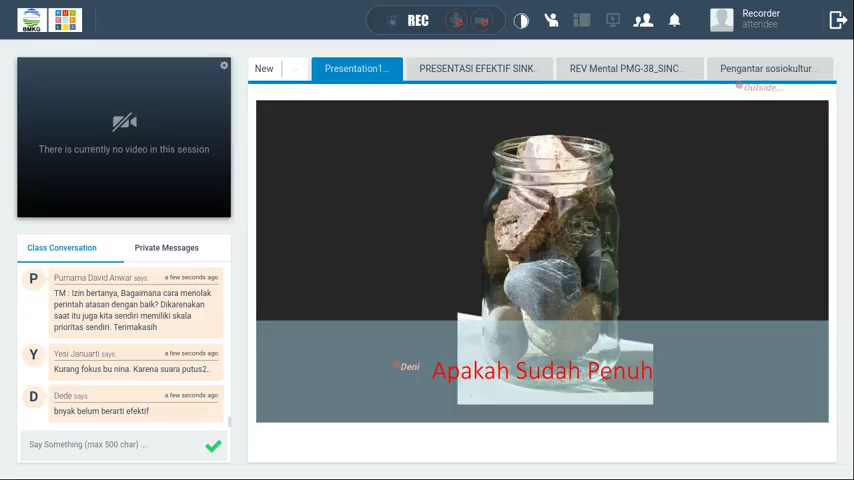 BMKG
REC
Recorder
attendee
New
Presentation1...
PRESENTASI EFEKTIF SINK...
REV Mental PMG-38_SINC...
Pengantar sosiokultur...
Outside...
There is currently no video in this session
Class Conversation
Private Messages
P
Purnama David Anwar says.
a few seconds ago
TM : Izin bertanya, Bagaimana cara menolak
perintah atasan dengan baik? Dikarenakan
saat itu juga kita sendiri memiliki skala
prioritas sendiri. Terimakasih
Y
Yesi Januarti says.
a few seconds ago
Kurang fokus bu nina. Karena suara putus2..
D
Dede says.
a few seconds ago
bnyak belum berarti efektif
Say Something (max 500 char) ...
Deni
Apakah Sudah Penuh